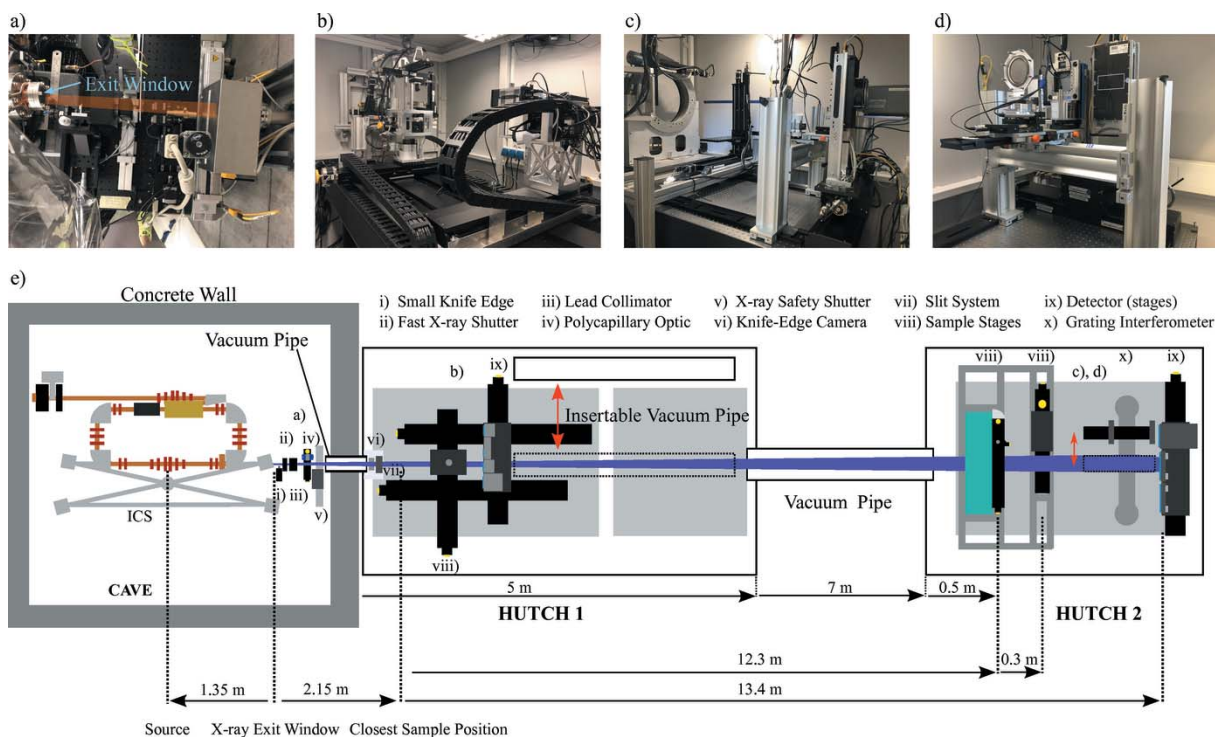 a)
b)
c)
d)
Exit Window
e)
Concrete Wall
i) Small Knife Edge
iii) Lead Collimator
v) X-ray Safety Shutter
vii) Slit System
ix) Detector (stages)
ii) Fast X-ray Shutter
iv) Polycapillary Optic
vi) Knife-Edge Camera
viii) Sample Stages
x) Grating Interferometer
Vacuum Pipe
a)
ii)
iv)
i)
iii)
v)
vi)
vii)
b)
ix)
viii)
Insertable Vacuum Pipe
Vacuum Pipe
viii)
viii)
x)
ix)
c), d)
ICS
CAVE
5 m
7 m
0.5 m
HUTCH 1
HUTCH 2
12.3 m
0.3 m
1.35 m
2.15 m
13.4 m
Source
X-ray Exit Window
Closest Sample Position